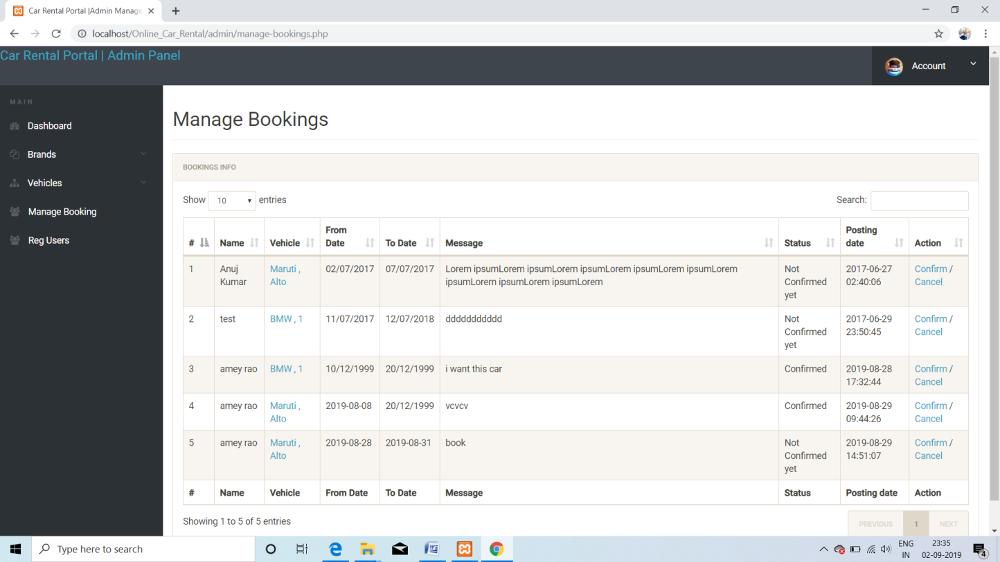 Car Rental Portal |Admin Manage
localhost/Online_Car_Rental/admin/manage-bookings.php
Car Rental Portal | Admin Panel
Account
MAIN
Dashboard
Brands
Vehicles
Manage Booking
Reg Users
Manage Bookings
BOOKINGS INFO
Show 10 entries
Search:
# Name Vehicle From Date To Date Message Status Posting date Action
1 Anuj Kumar Maruti , Alto 02/07/2017 07/07/2017 Lorem ipsumLorem ipsumLorem ipsumLorem ipsumLorem ipsumLorem ipsumLorem ipsumLorem ipsumLorem Not Confirmed yet 2017-06-27 02:40:06 Confirm / Cancel
2 test BMW , 1 11/07/2017 12/07/2018 ddddddddddd Not Confirmed yet 2017-06-29 23:50:45 Confirm / Cancel
3 amey rao BMW , 1 10/12/1999 20/12/1999 i want this car Confirmed 2019-08-28 17:32:44 Confirm / Cancel
4 amey rao Maruti , Alto 2019-08-08 20/12/1999 vcvcv Confirmed 2019-08-29 09:44:26 Confirm / Cancel
5 amey rao Maruti , Alto 2019-08-28 2019-08-31 book Not Confirmed yet 2019-08-29 14:51:07 Confirm / Cancel
# Name Vehicle From Date To Date Message Status Posting date Action
Showing 1 to 5 of 5 entries
PREVIOUS 1 NEXT
Type here to search
ENG
IN
23:35
02-09-2019
4